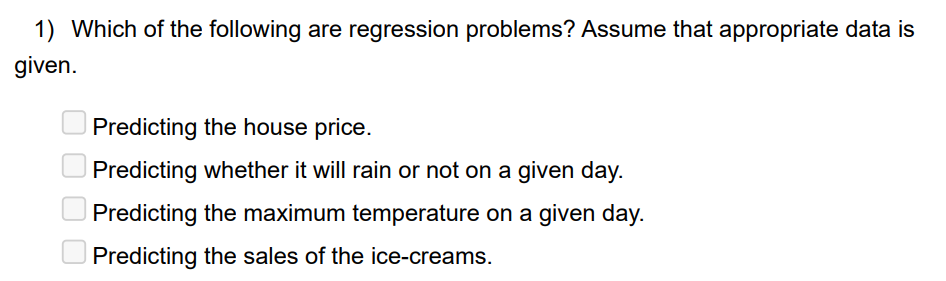 1) Which of the following are regression problems? Assume that appropriate data is
given.
Predicting the house price.
Predicting whether it will rain or not on a given day.
Predicting the maximum temperature on a given day.
Predicting the sales of the ice-creams.